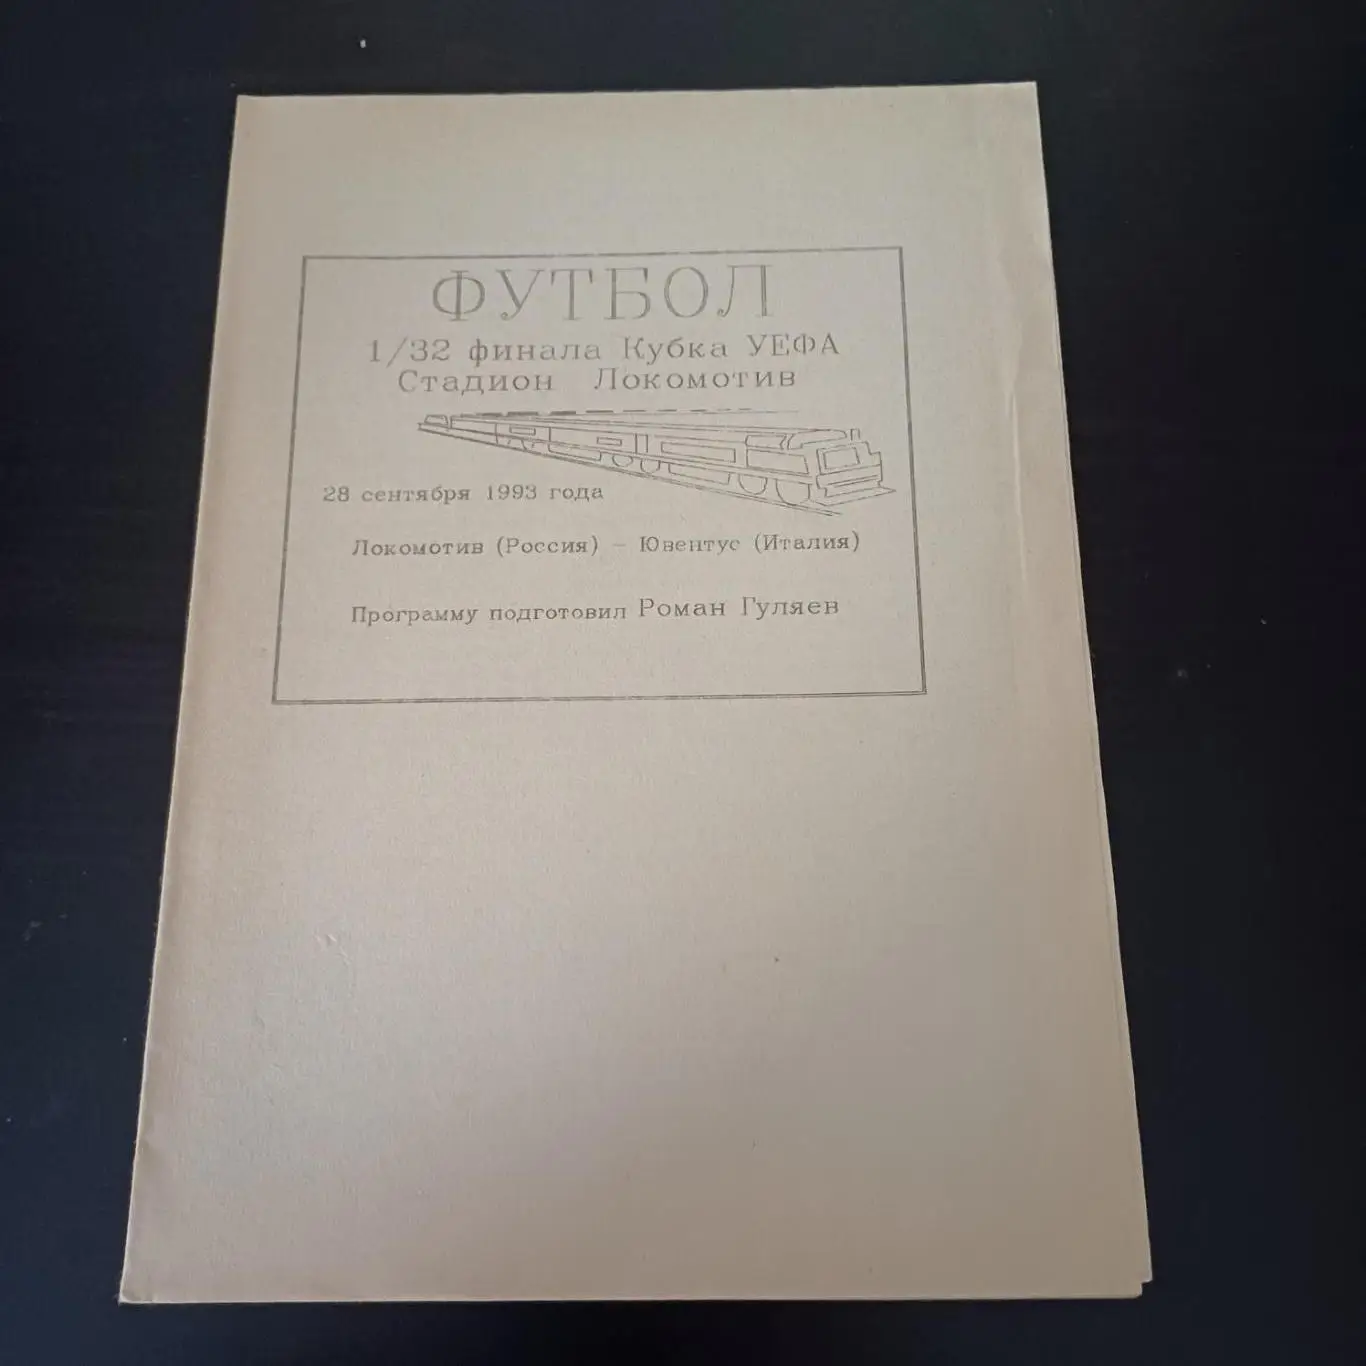 ФУТБОЛ
1/32 финала Кубка УЕФА
Стадион Локомотив
28 сентября 1993 года
Локомотив (Россия) - Ювентус (Италия)
Программу подготовил Роман Гуляев